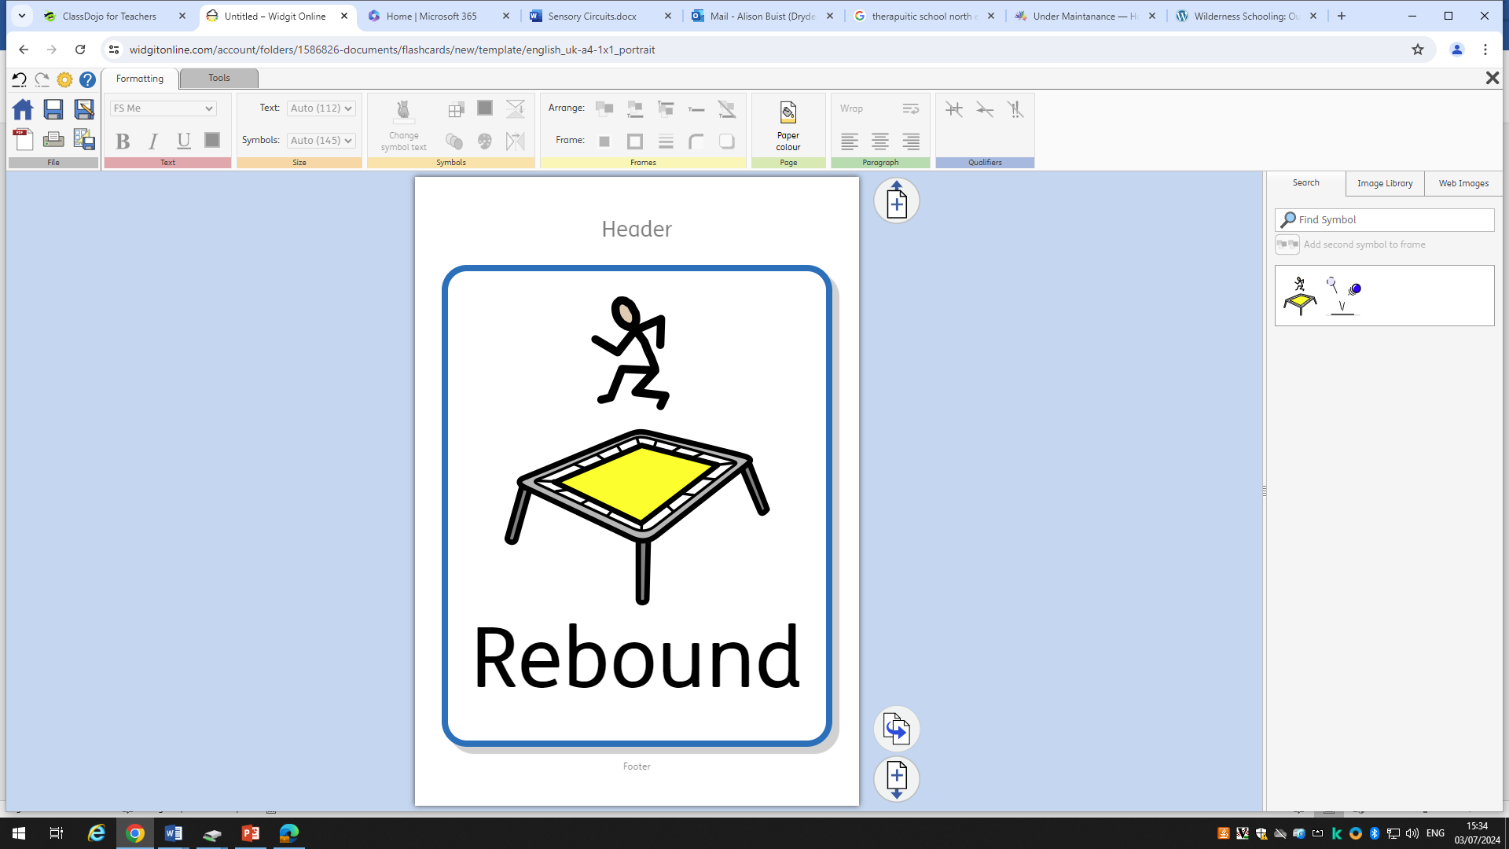 ClassDojo for Teachers
Untitled – Widgit Online
Home | Microsoft 365
Sensory Circuits.docx
Mail - Alison Buist (Dryde
therapuitic school north e
Under Maintanance — H
Wilderness Schooling: Ou
widgitonline.com/account/folders/1586826-documents/flashcards/new/template/english_uk-a4-1x1_portrait
Formatting
Tools
FS Me
Text: Auto (112)
Arrange:
Wrap
B I U
Symbols: Auto (145)
Change
symbol text
Frame:
Paper
colour
File
Text
Size
Symbols
Frames
Page
Paragraph
Qualifiers
Search
Image Library
Web Images
Find Symbol
Add second symbol to frame
Header
Rebound
Footer
ENG
15:34
03/07/2024